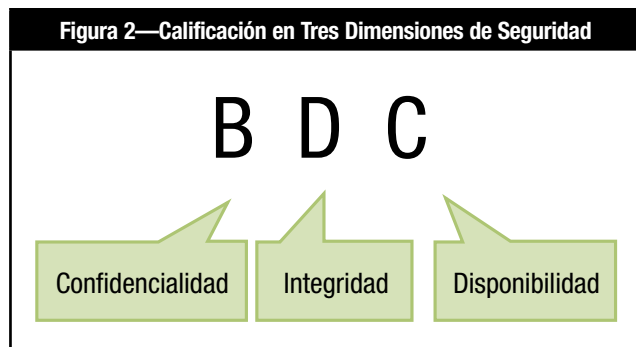 Figura 2—Calificación en Tres Dimensiones de Seguridad
B D C
Confidencialidad Integridad Disponibilidad